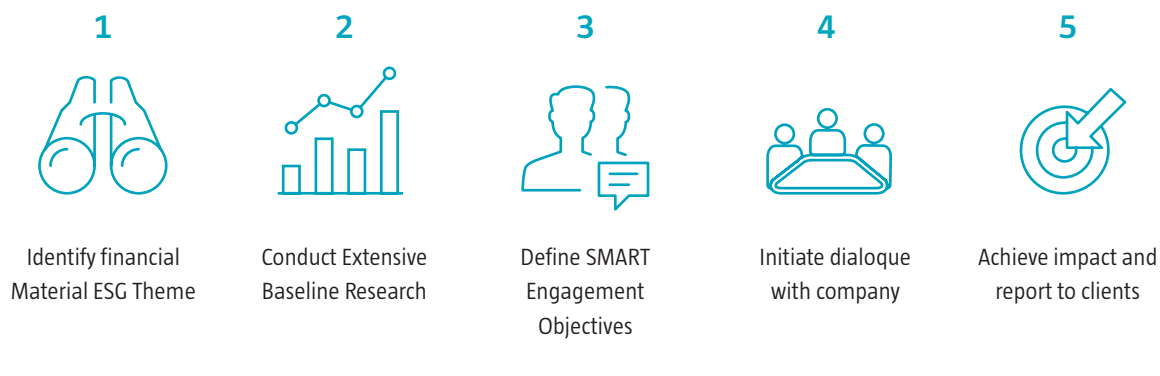 1
Identify financial
Material ESG Theme
2
Conduct Extensive
Baseline Research
3
Define SMART
Engagement
Objectives
4
Initiate dialoque
with company
5
Achieve impact and
report to clients